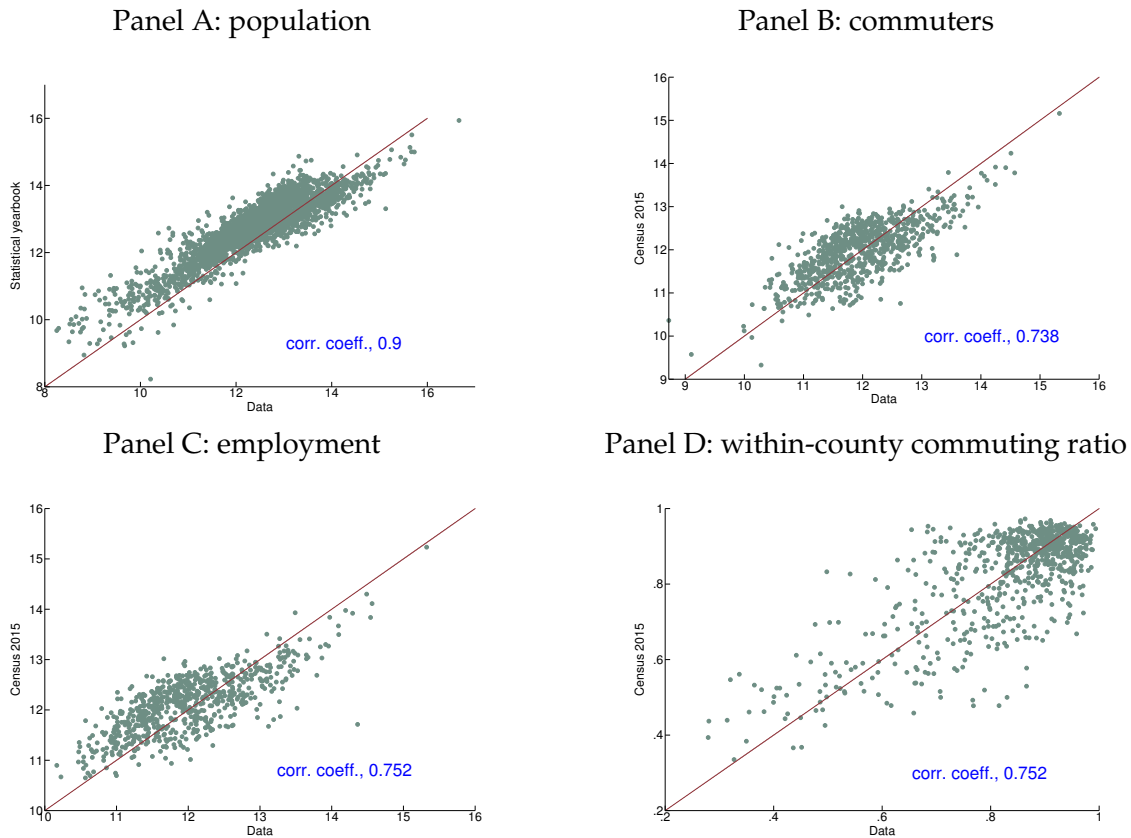 Panel A: population
Statistical yearbook
16
14
12
10
8
8 10 12 14 16
Data
corr. coeff., 0.9
Panel B: commuters
Census 2015
16
15
14
13
12
11
10
9
9 10 11 12 13 14 15 16
Data
corr. coeff., 0.738
Panel C: employment
Census 2015
16
15
14
13
12
11
10
10 11 12 13 14 15 16
Data
corr. coeff., 0.752
Panel D: within-county commuting ratio
Census 2015
1
.8
.6
.4
.2
.2 .4 .6 .8 1
Data
corr. coeff., 0.752